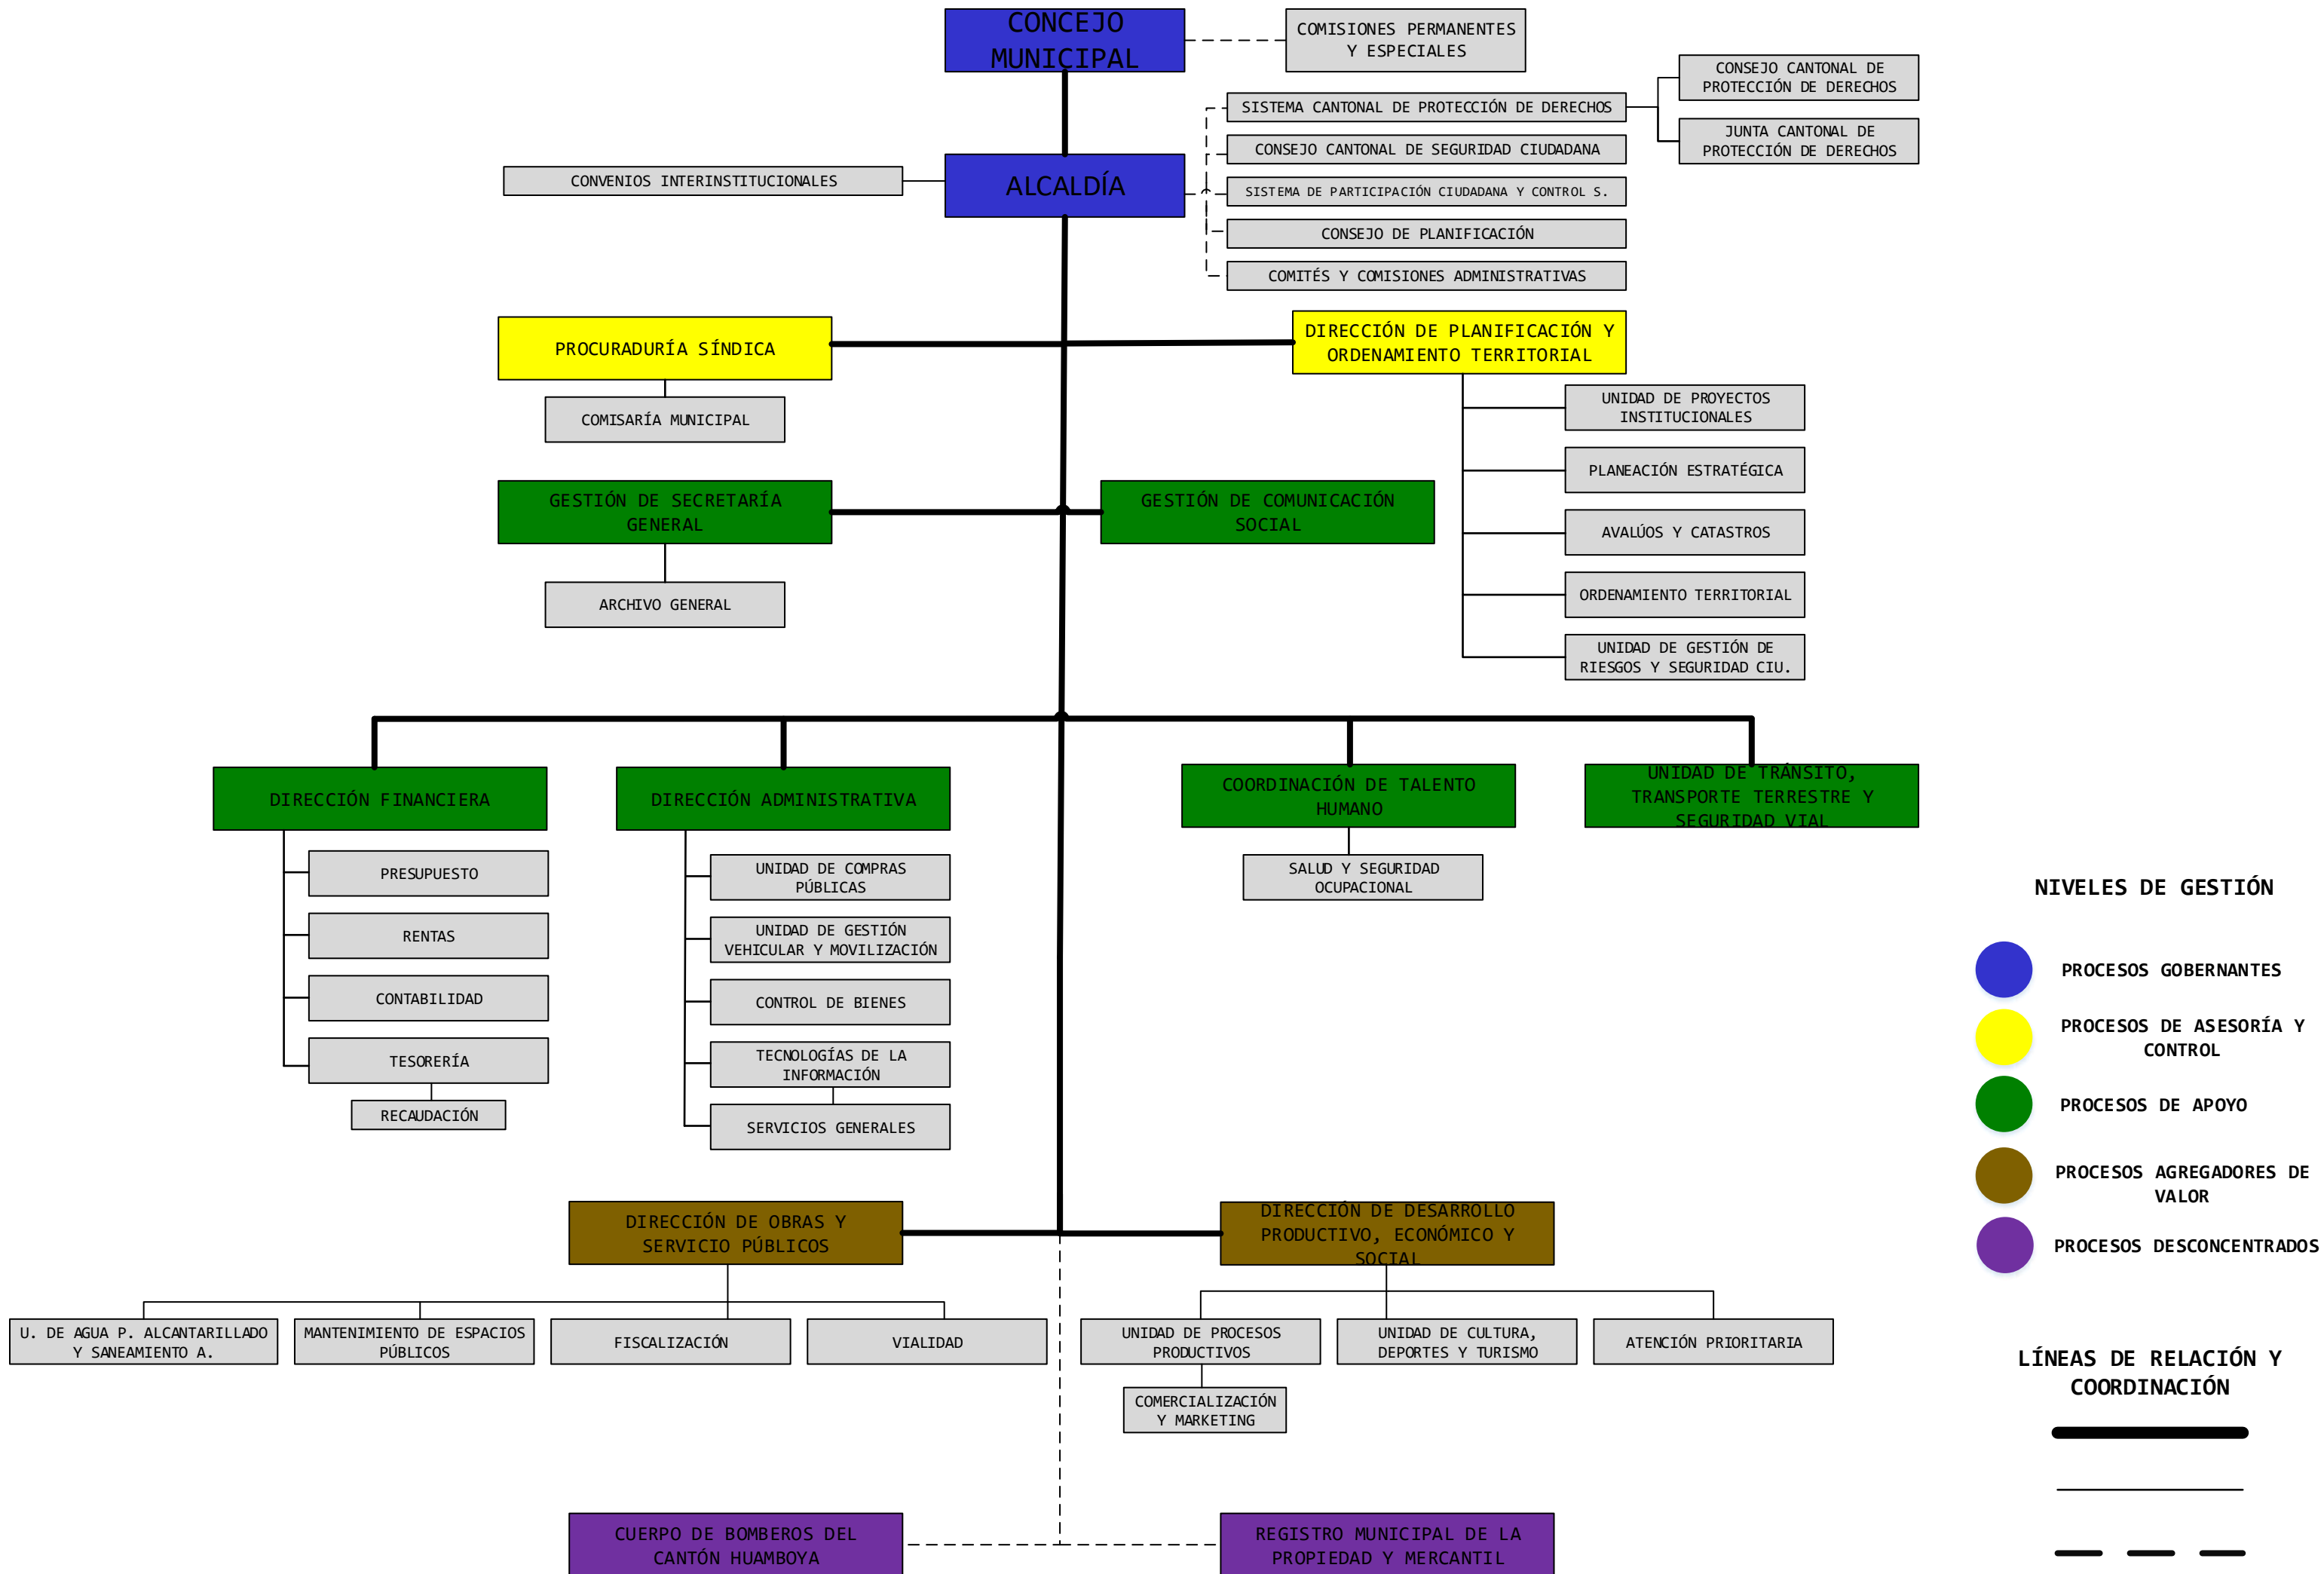 CONCEJO
MUNICIPAL
COMISIONES PERMANENTES
Y ESPECIALES
CONSEJO CANTONAL DE
PROTECCIÓN DE DERECHOS
SISTEMA CANTONAL DE PROTECCIÓN DE DERECHOS
JUNTA CANTONAL DE
PROTECCIÓN DE DERECHOS
CONSEJO CANTONAL DE SEGURIDAD CIUDADANA
CONVENIOS INTERINSTITUCIONALES
ALCALDÍA
SISTEMA DE PARTICIPACIÓN CIUDADANA Y CONTROL S.
CONSEJO DE PLANIFICACIÓN
COMITÉS Y COMISIONES ADMINISTRATIVAS
PROCURADURÍA SÍNDICA
DIRECCIÓN DE PLANIFICACIÓN Y
ORDENAMIENTO TERRITORIAL
COMISARÍA MUNICIPAL
UNIDAD DE PROYECTOS
INSTITUCIONALES
PLANEACIÓN ESTRATÉGICA
GESTIÓN DE SECRETARÍA
GENERAL
GESTIÓN DE COMUNICACIÓN
SOCIAL
AVALÚOS Y CATASTROS
ARCHIVO GENERAL
ORDENAMIENTO TERRITORIAL
UNIDAD DE GESTIÓN DE
RIESGOS Y SEGURIDAD CIU.
DIRECCIÓN FINANCIERA
DIRECCIÓN ADMINISTRATIVA
COORDINACIÓN DE TALENTO
HUMANO
UNIDAD DE TRÁNSITO,
TRANSPORTE TERRESTRE Y
SEGURIDAD VIAL
PRESUPUESTO
RENTAS
CONTABILIDAD
TESORERÍA
RECAUDACIÓN
UNIDAD DE COMPRAS
PÚBLICAS
UNIDAD DE GESTIÓN
VEHICULAR Y MOVILIZACIÓN
CONTROL DE BIENES
TECNOLOGÍAS DE LA
INFORMACIÓN
SERVICIOS GENERALES
SALUD Y SEGURIDAD
OCUPACIONAL
NIVELES DE GESTIÓN
PROCESOS GOBERNANTES
PROCESOS DE ASESORÍA Y
CONTROL
PROCESOS DE APOYO
PROCESOS AGREGADORES DE
VALOR
PROCESOS DESCONCENTRADOS
DIRECCIÓN DE OBRAS Y
SERVICIO PÚBLICOS
DIRECCIÓN DE DESARROLLO
PRODUCTIVO, ECONÓMICO Y
SOCIAL
U. DE AGUA P. ALCANTARILLADO
Y SANEAMIENTO A.
MANTENIMIENTO DE ESPACIOS
PÚBLICOS
FISCALIZACIÓN
VIALIDAD
UNIDAD DE PROCESOS
PRODUCTIVOS
UNIDAD DE CULTURA,
DEPORTES Y TURISMO
ATENCIÓN PRIORITARIA
COMERCIALIZACIÓN
Y MARKETING
LÍNEAS DE RELACIÓN Y
COORDINACIÓN
CUERPO DE BOMBEROS DEL
CANTÓN HUAMBOYA
REGISTRO MUNICIPAL DE LA
PROPIEDAD Y MERCANTIL